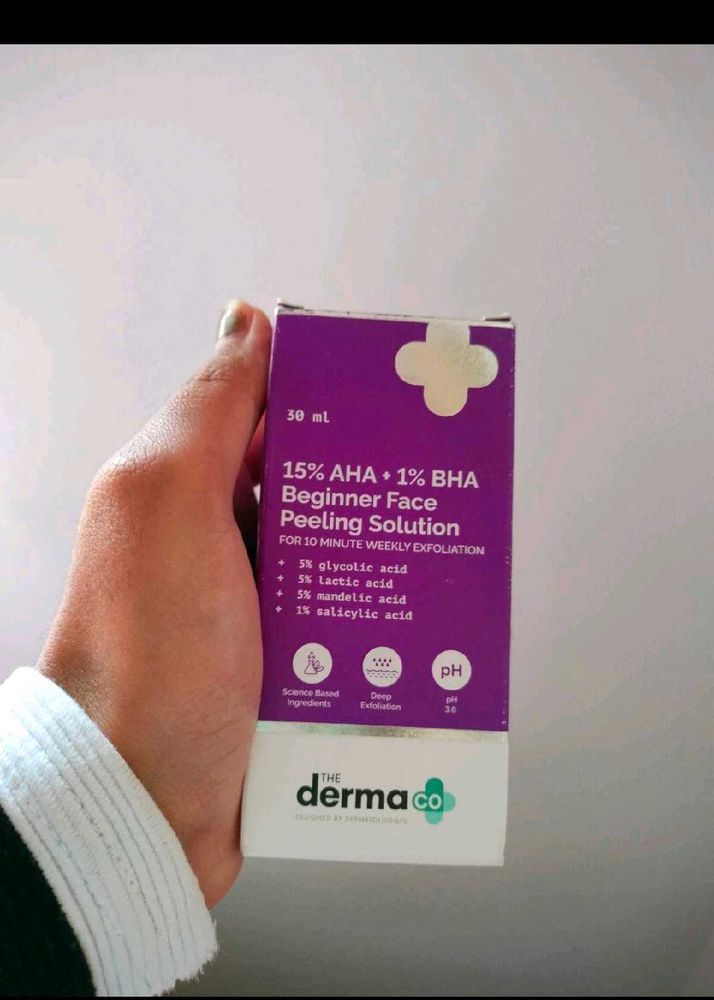 30 ml
15% AHA + 1% BHA
Beginner Face
Peeling Solution
FOR 10 MINUTE WEEKLY EXFOLIATION
+ 5% glycolic acid
+ 5% lactic acid
+ 5% mandelic acid
+ 1% salicylic acid
pH
Science Based
Ingredients
Deep
Exfoliation
pH
3.6
THE
derma co
DESIGNED BY DERMATOLOGISTS